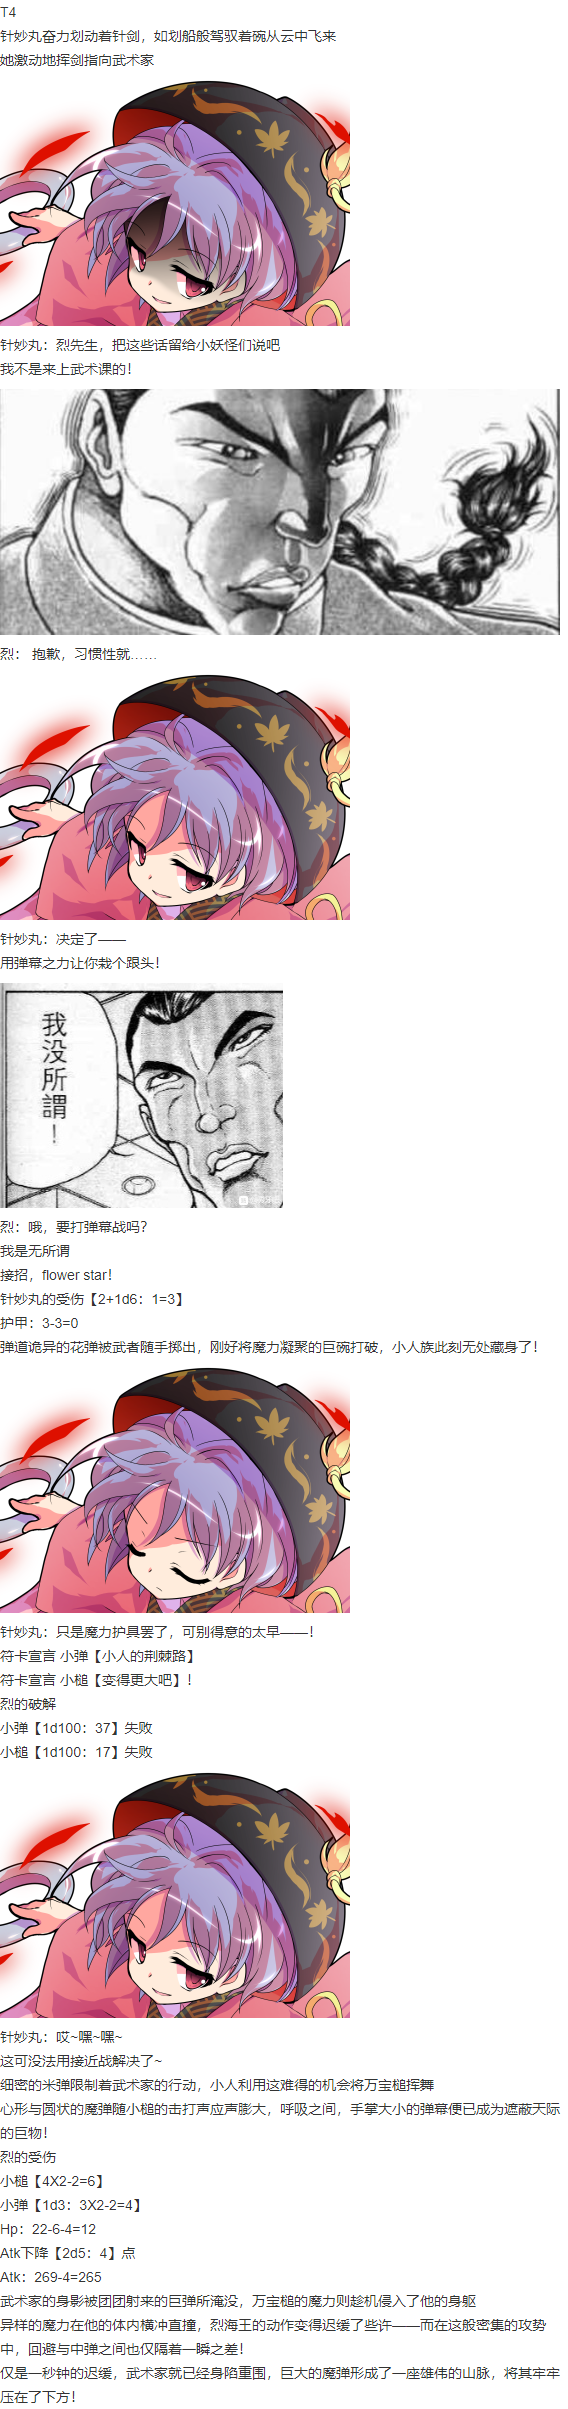 T4
针妙丸奋力划动着针剑，如划船般驾驭着碗从云中飞来
她激动地挥剑指向武术家
针妙丸：烈先生，把这些话留给小妖怪们说吧
我不是来上武术课的！
烈： 抱歉，习惯性就……
针妙丸：决定了——
用弹幕之力让你栽个跟头！
我没所謂！
烈：哦，要打弹幕战吗？
我是无所谓
接招，flower star！
针妙丸的受伤【2+1d6：1=3】
护甲：3-3=0
弹道诡异的花弹被武者随手掷出，刚好将魔力凝聚的巨碗打破，小人族此刻无处藏身了！
针妙丸：只是魔力护具罢了，可别得意的太早——！
符卡宣言 小弹【小人的荆棘路】
符卡宣言 小槌【变得更大吧】！
烈的破解
小弹【1d100：37】失败
小槌【1d100：17】失败
针妙丸：哎~嘿~嘿~
这可没法用接近战解决了~
细密的米弹限制着武术家的行动，小人利用这难得的机会将万宝槌挥舞
心形与圆状的魔弹随小槌的击打声应声膨大，呼吸之间，手掌大小的弹幕便已成为遮蔽天际
的巨物！
烈的受伤
小槌【4X2-2=6】
小弹【1d3：3X2-2=4】
Hp：22-6-4=12
Atk下降【2d5：4】点
Atk：269-4=265
武术家的身影被团团射来的巨弹所淹没，万宝槌的魔力则趁机侵入了他的身躯
异样的魔力在他的体内横冲直撞，烈海王的动作变得迟缓了些许——而在这般密集的攻势
中，回避与中弹之间也仅隔着一瞬之差！
仅是一秒钟的迟缓，武术家就已经身陷重围，巨大的魔弹形成了一座雄伟的山脉，将其牢牢
压在了下方！